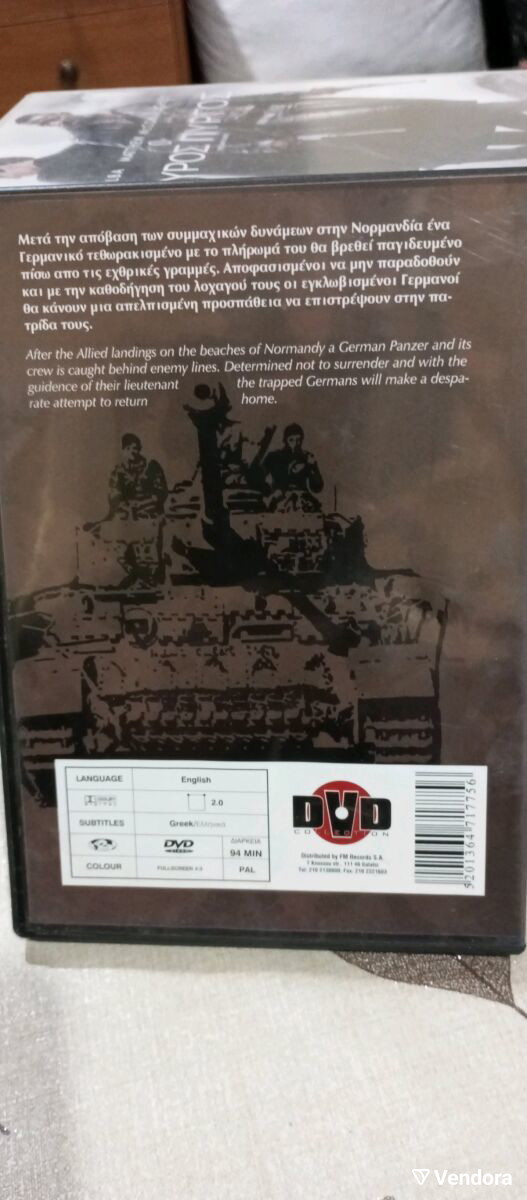 ΥΡΟΣ ΠΥΡΓΟΣ
Μετά την απόβαση των συμμαχικών δυνάμεων στην Νορμανδία ένα
Γερμανικό τεθωρακισμένο με το πλήρωμά του θα βρεθεί παγιδευμένο
πίσω απο τις εχθρικές γραμμές. Αποφασισμένοι να μην παραδοθούν
και με την καθοδήγηση του λοχαγού τους οι εγκλωβισμένοι Γερμανοί
θα κάνουν μια απελπισμένη προσπάθεια να επιστρέψουν στην πα-
τρίδα τους.
After the Allied landings on the beaches of Normandy a German Panzer and its
crew is caught behind enemy lines. Determined not to surrender and with the
guidence of their lieutenant the trapped Germans will make a despa-
rate attempt to return home.
LANGUAGE English
2.0
SUBTITLES Greek/Ελληνικά
DVD ΔΙΑΡΚΕΙΑ
94 MIN
COLOUR FULLSCREEN 4:3 PAL
DVD
COLLECTION
Distributed by FM Records S.A.
5201364717756
Vendora